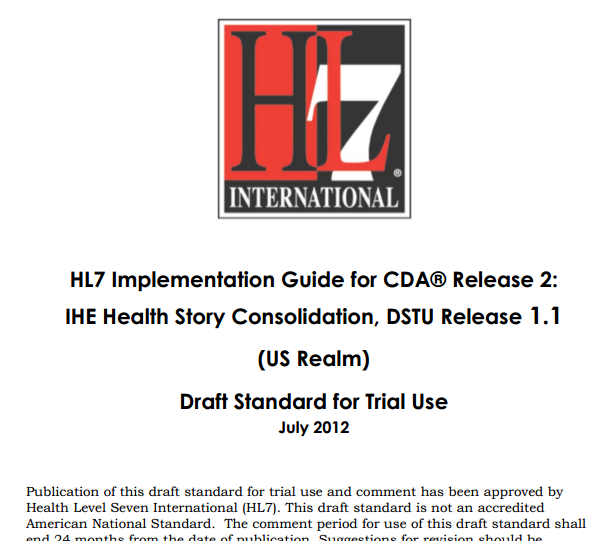 HL7
®
INTERNATIONAL
HL7 Implementation Guide for CDA® Release 2:
IHE Health Story Consolidation, DSTU Release 1.1
(US Realm)
Draft Standard for Trial Use
July 2012
Publication of this draft standard for trial use and comment has been approved by
Health Level Seven International (HL7). This draft standard is not an accredited
American National Standard.  The comment period for use of this draft standard shall
end 24 months from the date of publication. Suggestions for revision should be